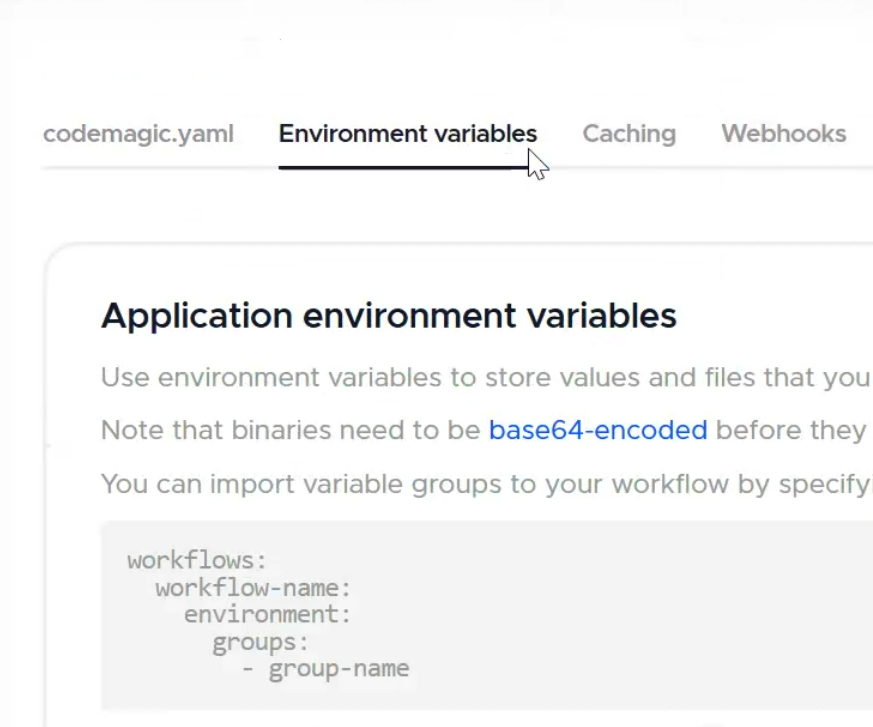 codemagic.yaml Environment variables Caching Webhooks
Application environment variables
Use environment variables to store values and files that you
Note that binaries need to be base64-encoded before they
You can import variable groups to your workflow by
workflows:
  workflow-name:
    environment:
      groups:
        - group-name